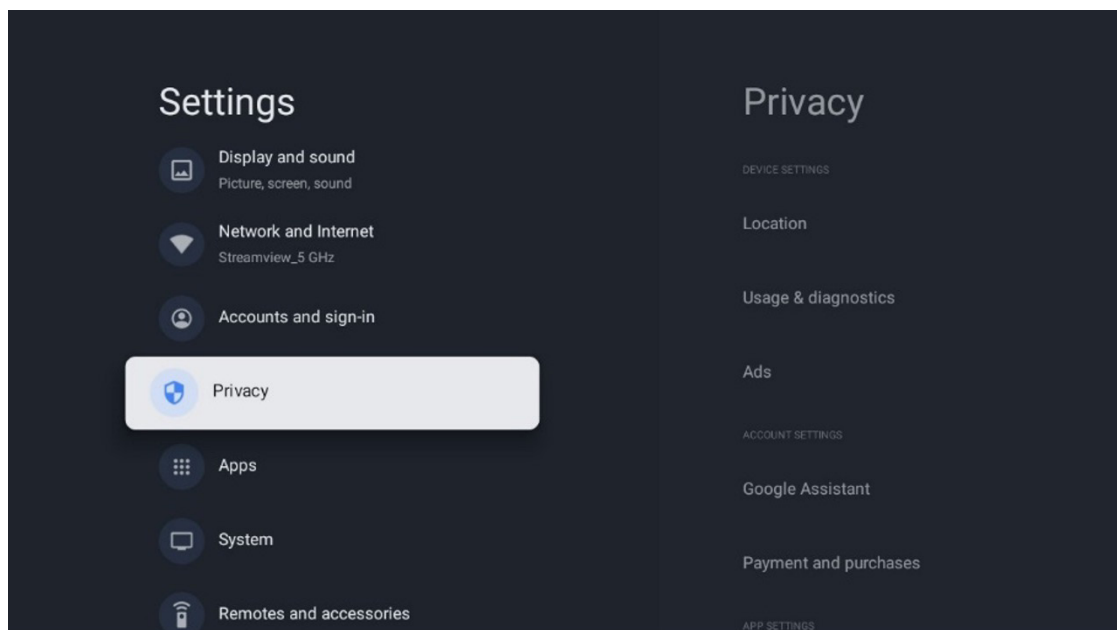 Settings
Display and sound
Picture, screen, sound
Network and Internet
Streamview_5 GHz
Accounts and sign-in
Privacy
Apps
System
Remotes and accessories
Privacy
DEVICE SETTINGS
Location
Usage & diagnostics
Ads
ACCOUNT SETTINGS
Google Assistant
Payment and purchases
APP SETTINGS